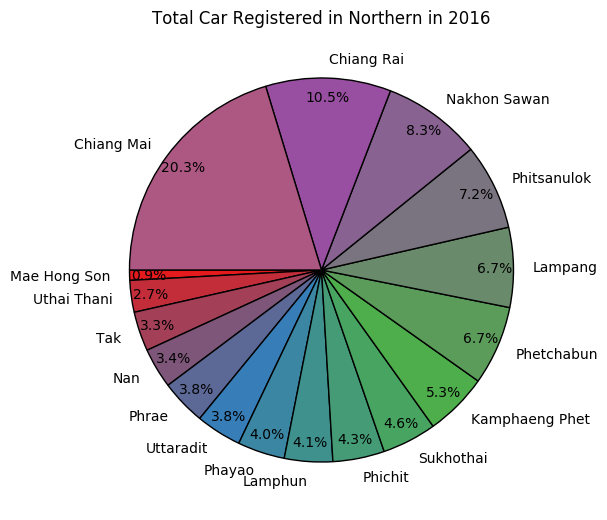 Total Car Registered in Northern in 2016
Chiang Rai
10.5%
Nakhon Sawan
8.3%
Chiang Mai
20.3%
Phitsanulok
7.2%
Lampang
6.7%
Mae Hong Son
0.9%
Uthai Thani
2.7%
Tak
3.3%
Phetchabun
6.7%
Nan
3.4%
Phrae
3.8%
Kamphaeng Phet
5.3%
Uttaradit
3.8%
Phayao
4.0%
Lamphun
4.1%
Phichit
4.3%
Sukhothai
4.6%